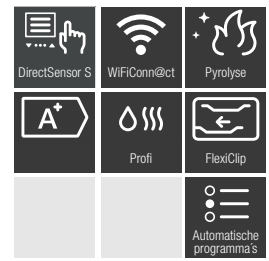 DirectSensor S
WiFiConn@ct
Pyrolyse
A+
Profi
FlexiClip
Automatische
programma's